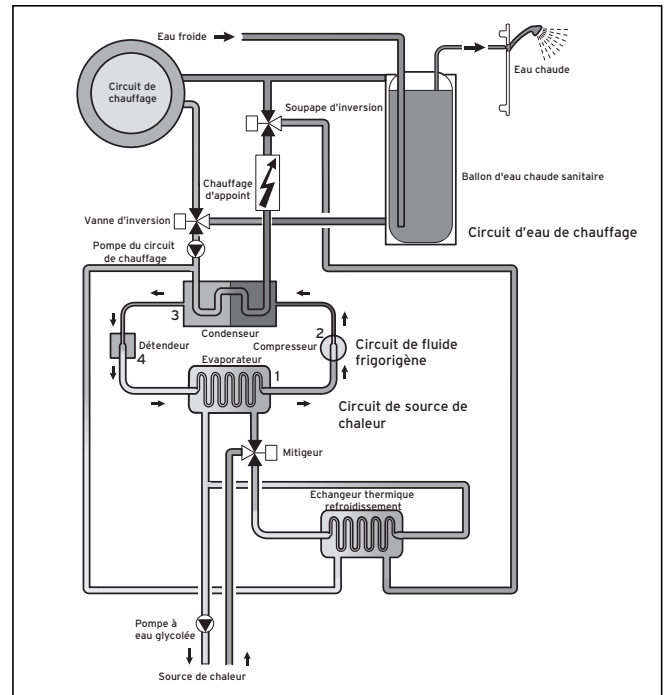 Eau froide
Eau chaude
Circuit de
chauffage
Soupape d'inversion
Chauffage
d'appoint
Ballon d'eau chaude sanitaire
Vanne d'inversion
Circuit d'eau de chauffage
Pompe du circuit
de chauffage
3
Condenseur
2
Compresseur
Détendeur
4
Circuit de fluide
frigorigène
Evaporateur
1
Circuit de source de
chaleur
Mitigeur
Echangeur thermique
refroidissement
Pompe à
eau glycolée
Source de chaleur